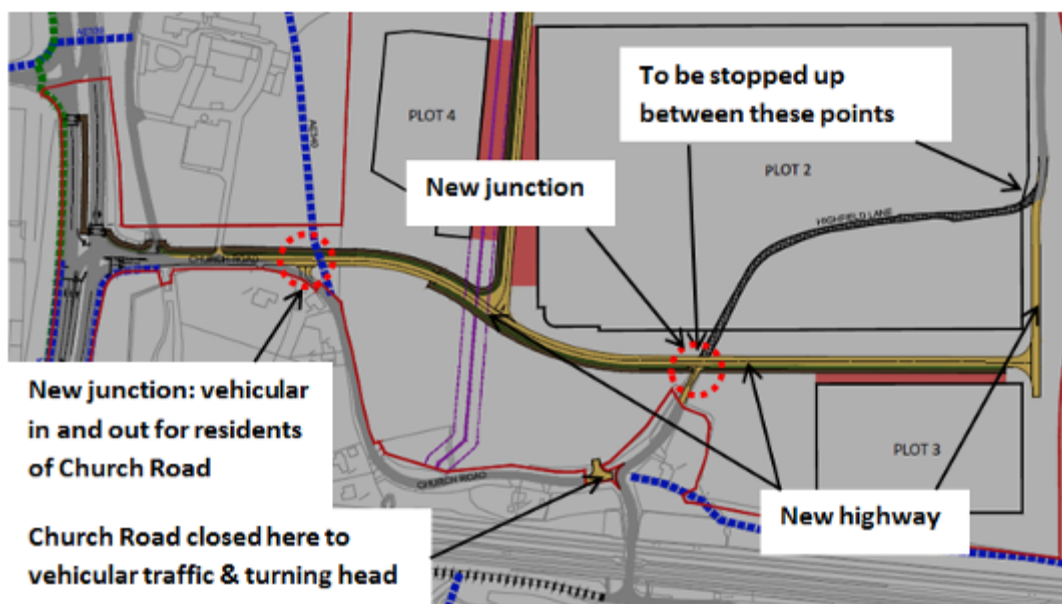 AE309
AE340
PLOT 4
To be stopped up
between these points
New junction
PLOT 2
HIGHFIELD LANE
CHURCH ROAD
New junction: vehicular
in and out for residents
of Church Road
CHURCH ROAD
PLOT 3
New highway
Church Road closed here to
vehicular traffic & turning head